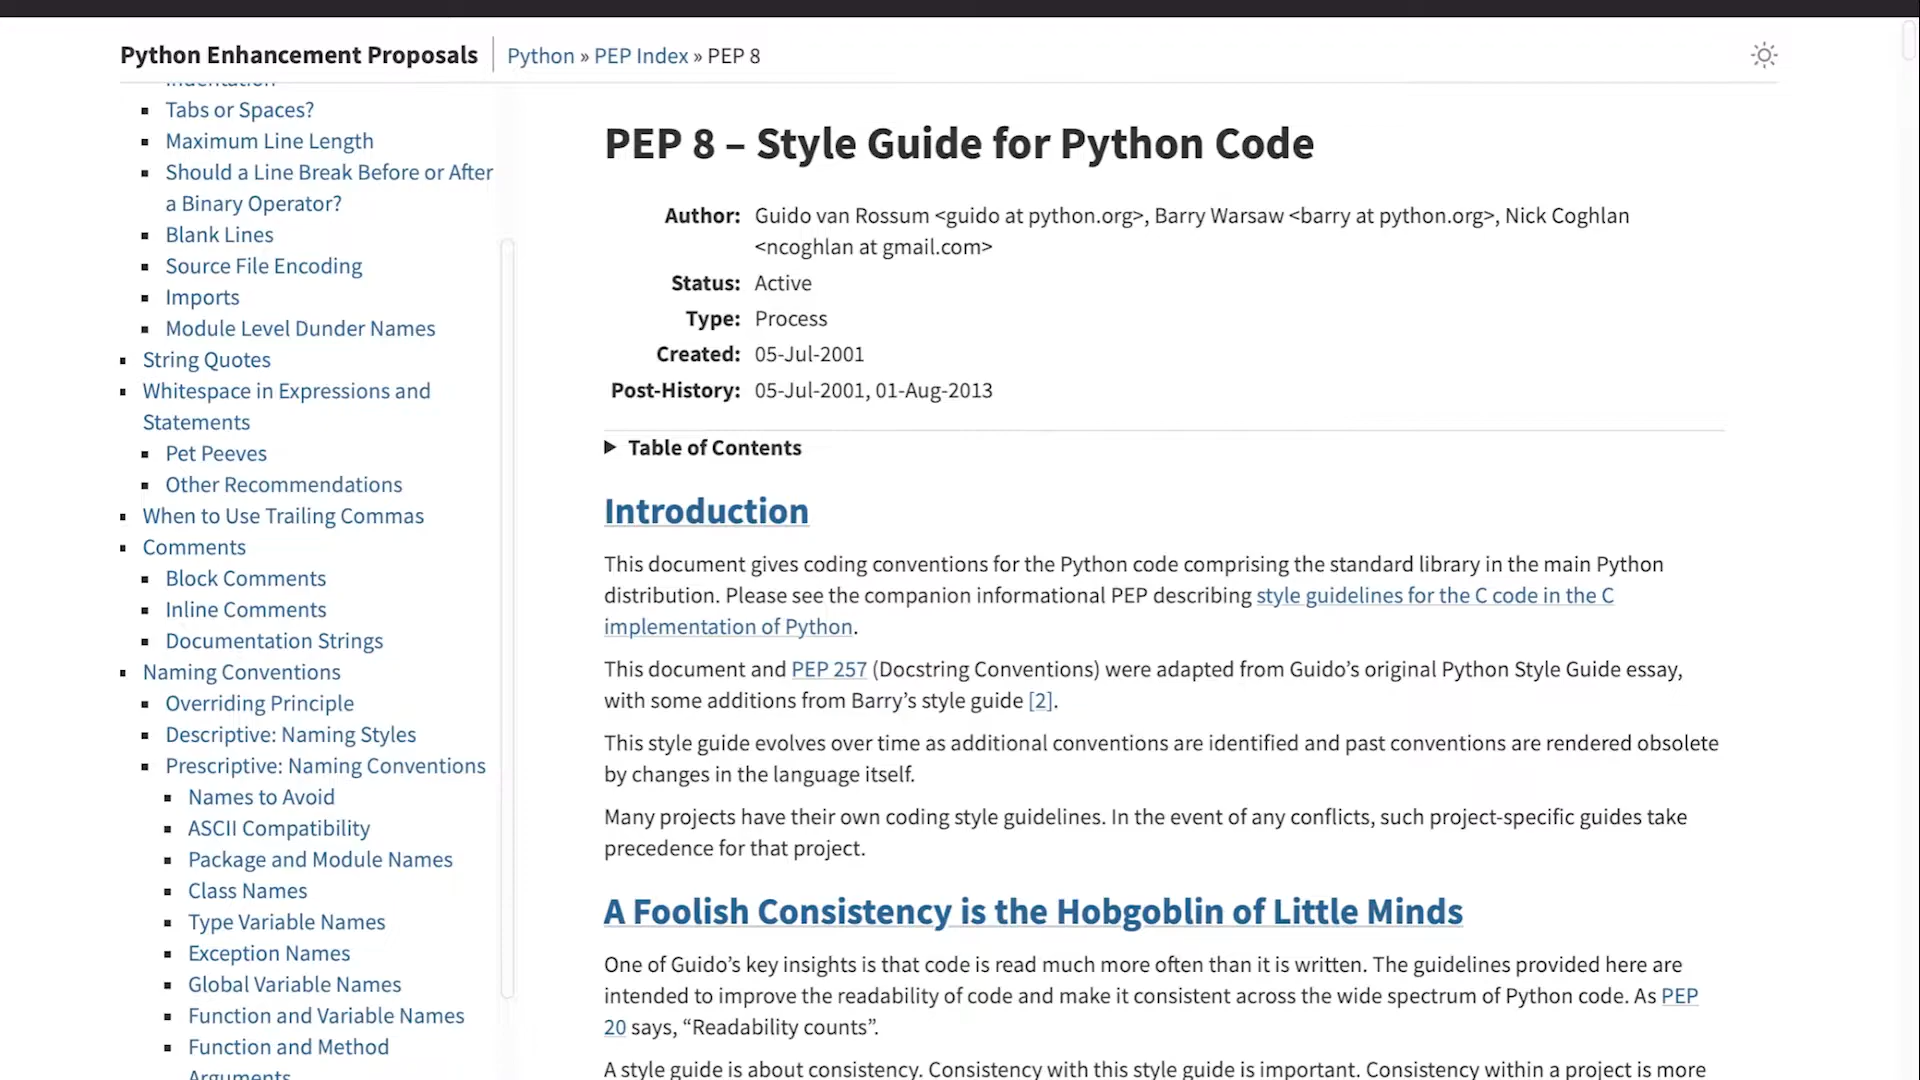 Python Enhancement Proposals
Python » PEP Index » PEP 8
Indentation
Tabs or Spaces?
Maximum Line Length
Should a Line Break Before or After
a Binary Operator?
Blank Lines
Source File Encoding
Imports
Module Level Dunder Names
String Quotes
Whitespace in Expressions and
Statements
Pet Peeves
Other Recommendations
When to Use Trailing Commas
Comments
Block Comments
Inline Comments
Documentation Strings
Naming Conventions
Overriding Principle
Descriptive: Naming Styles
Prescriptive: Naming Conventions
Names to Avoid
ASCII Compatibility
Package and Module Names
Class Names
Type Variable Names
Exception Names
Global Variable Names
Function and Variable Names
Function and Method
Arguments
PEP 8 – Style Guide for Python Code
Author: Guido van Rossum <guido at python.org>, Barry Warsaw <barry at python.org>, Nick Coghlan
<ncoghlan at gmail.com>
Status: Active
Type: Process
Created: 05-Jul-2001
Post-History: 05-Jul-2001, 01-Aug-2013
Table of Contents
Introduction
This document gives coding conventions for the Python code comprising the standard library in the main Python
distribution. Please see the companion informational PEP describing style guidelines for the C code in the C
implementation of Python.
This document and PEP 257 (Docstring Conventions) were adapted from Guido’s original Python Style Guide essay,
with some additions from Barry’s style guide [2].
This style guide evolves over time as additional conventions are identified and past conventions are rendered obsolete
by changes in the language itself.
Many projects have their own coding style guidelines. In the event of any conflicts, such project-specific guides take
precedence for that project.
A Foolish Consistency is the Hobgoblin of Little Minds
One of Guido’s key insights is that code is read much more often than it is written. The guidelines provided here are
intended to improve the readability of code and make it consistent across the wide spectrum of Python code. As PEP
20 says, “Readability counts”.
A style guide is about consistency. Consistency with this style guide is important. Consistency within a project is more